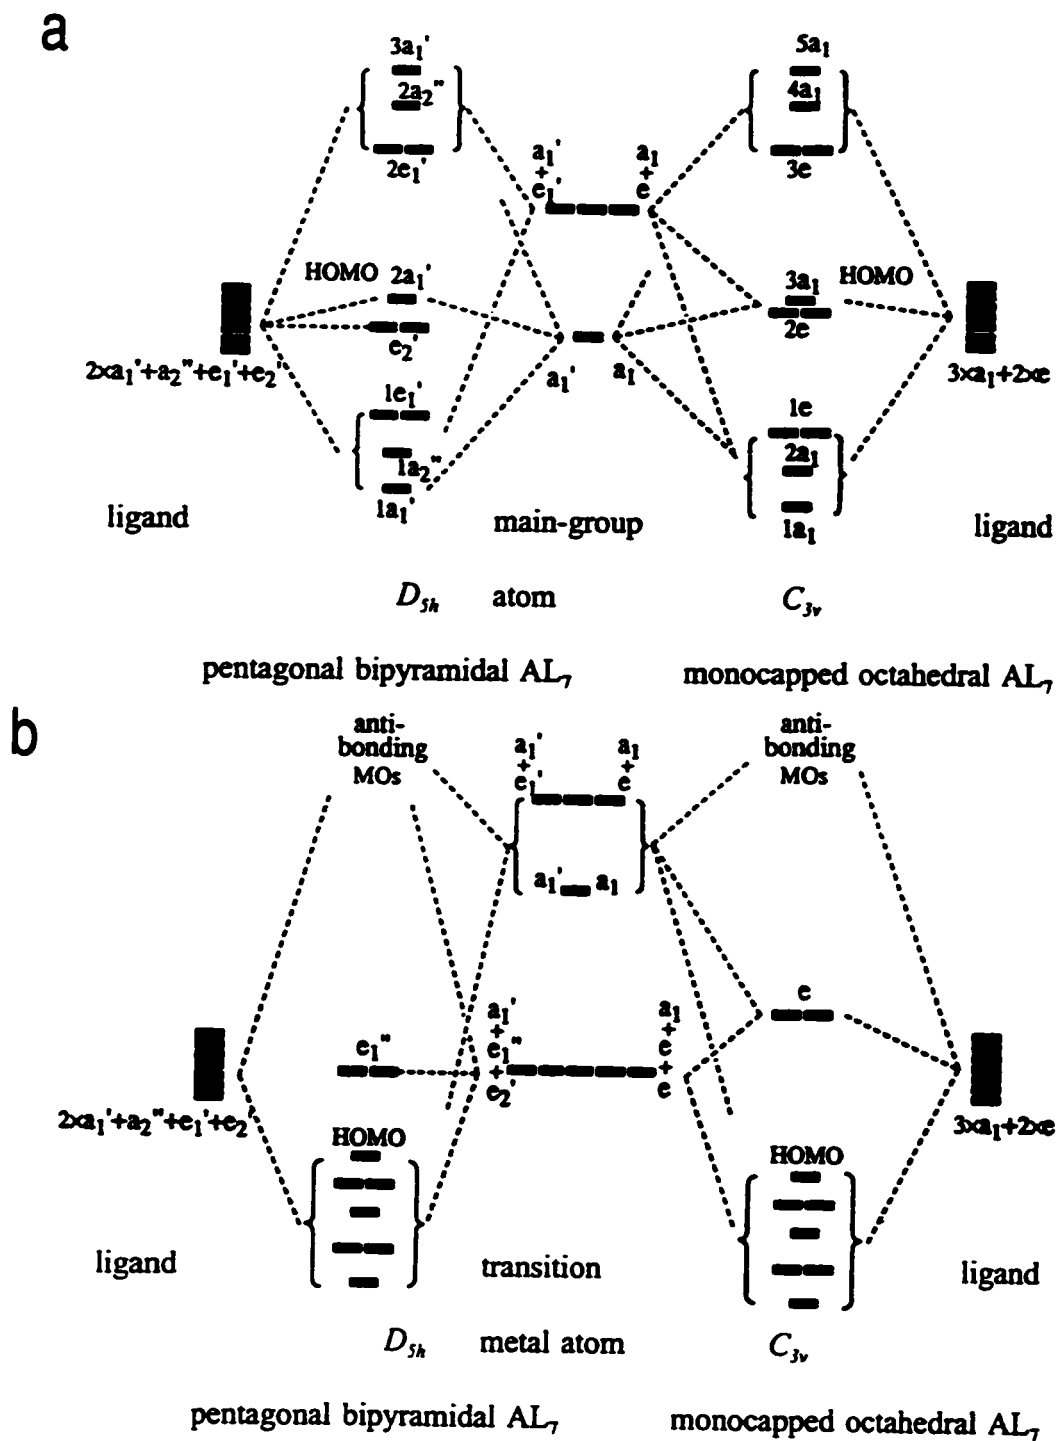 a
3a₁' 5a₁
2a₂" 4a₁
2e₁' 3e
a₁' a₁
+ +
e₁' e
HOMO 2a₁' 3a₁ HOMO
e₂' 2e
2×a₁'+a₂"+e₁'+e₂' a₁' a₁ 3×a₁+2×e
1e₁' 1e
1a₂" 2a₁
1a₁' 1a₁
ligand main-group ligand
D₅ₕ atom C₃ᵥ
pentagonal bipyramidal AL₇ monocapped octahedral AL₇
b
anti- anti-
bonding bonding
MOs MOs
a₁' a₁
+ +
e₁' e
a₁' a₁
e
a₁' a₁
+ +
e₁" e
+ +
e₂' e
e₁"
2×a₁'+a₂"+e₁'+e₂' 3×a₁+2×e
HOMO HOMO
ligand transition ligand
D₅ₕ metal atom C₃ᵥ
pentagonal bipyramidal AL₇ monocapped octahedral AL₇